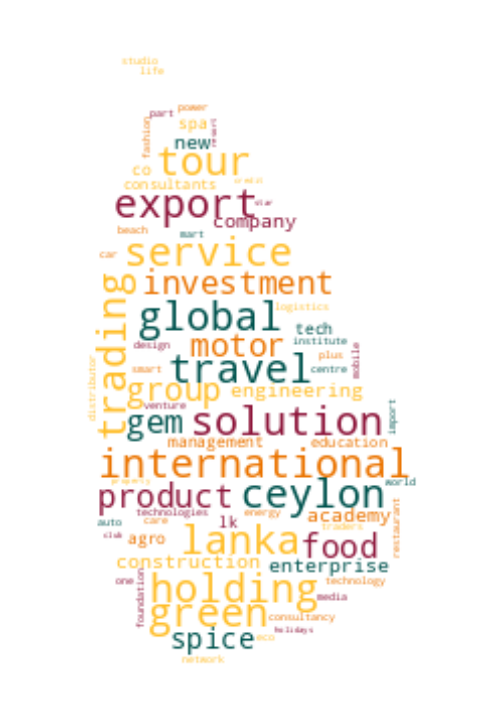 studio
life
power
part
spa
fashion
resort
new
tour
co
consultants
credit
export
star
company
beach
mart
service
car
investment
trading
logistics
global
tech
institute
motor
design
plus
mobile
travel
smart
centre
distributor
group
engineering
venture
gem
solution
import
management
education
international
property
world
product
ceylon
technologies
energy
academy
auto
lk
care
traders
restaurant
club
agro
lanka
food
construction
enterprise
one
holding
technology
foundation
media
green
consultancy
holidays
spice
eco
network